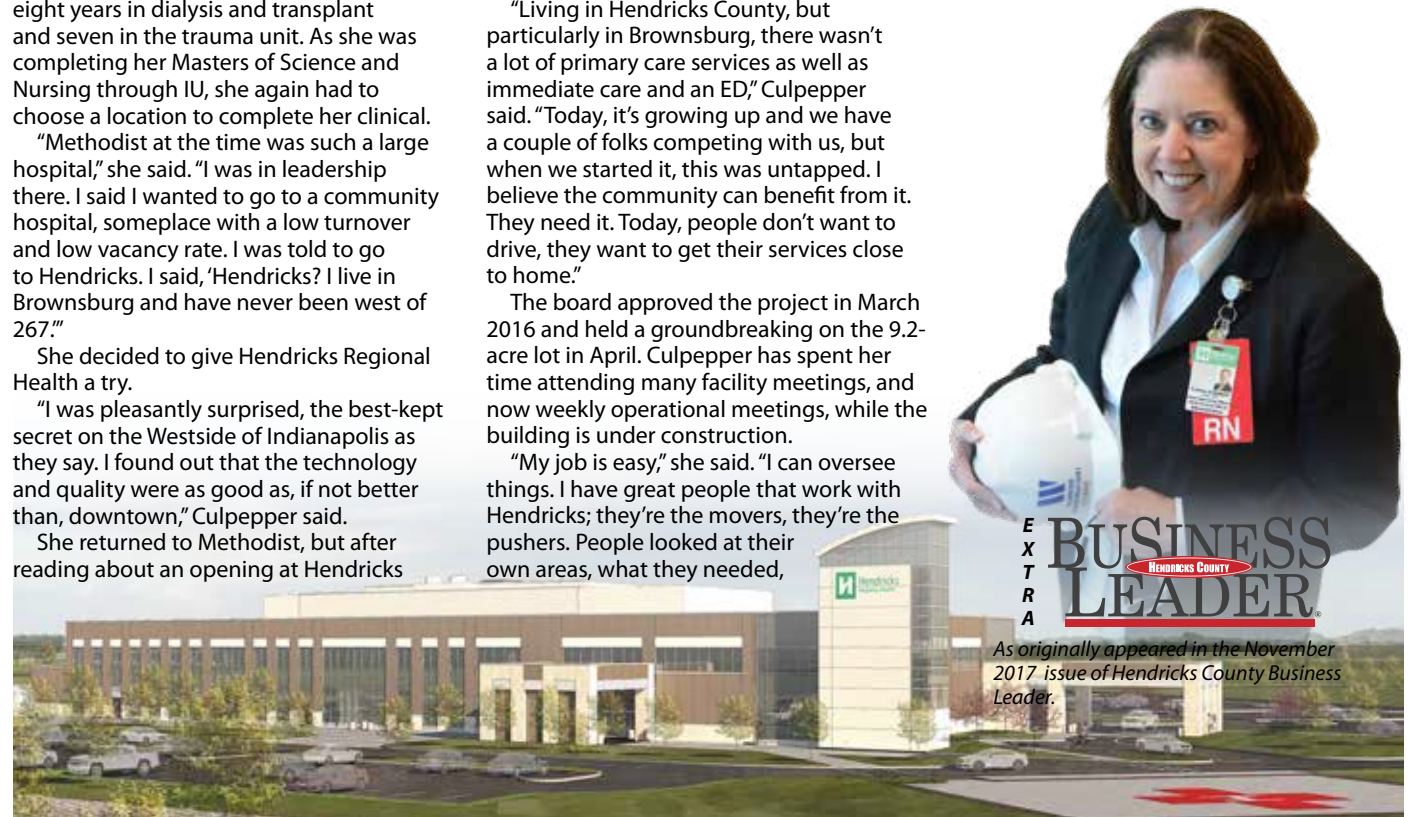 eight years in dialysis and transplant
and seven in the trauma unit. As she was
completing her Masters of Science and
Nursing through IU, she again had to
choose a location to complete her clinical.
“Methodist at the time was such a large
hospital,” she said. “I was in leadership
there. I said I wanted to go to a community
hospital, someplace with a low turnover
and low vacancy rate. I was told to go
to Hendricks. I said, ‘Hendricks? I live in
Brownsburg and have never been west of
267.’”
She decided to give Hendricks Regional
Health a try.
“I was pleasantly surprised, the best-kept
secret on the Westside of Indianapolis as
they say. I found out that the technology
and quality were as good as, if not better
than, downtown,” Culpepper said.
She returned to Methodist, but after
reading about an opening at Hendricks
“Living in Hendricks County, but
particularly in Brownsburg, there wasn’t
a lot of primary care services as well as
immediate care and an ED,” Culpepper
said. “Today, it’s growing up and we have
a couple of folks competing with us, but
when we started it, this was untapped. I
believe the community can benefit from it.
They need it. Today, people don’t want to
drive, they want to get their services close
to home.”
The board approved the project in March
2016 and held a groundbreaking on the 9.2-
acre lot in April. Culpepper has spent her
time attending many facility meetings, and
now weekly operational meetings, while the
building is under construction.
“My job is easy,” she said. “I can oversee
things. I have great people that work with
Hendricks; they’re the movers, they’re the
pushers. People looked at their
own areas, what they needed,
RN
Hendricks
EXTRA
BUSINESS
HENDRICKS COUNTY
LEADER®
As originally appeared in the November
2017 issue of Hendricks County Business
Leader.